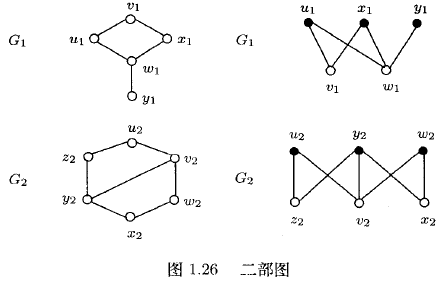 v₁ u₁ x₁ y₁
G₁ u₁ x₁ G₁
w₁ v₁ w₁
y₁
u₂ u₂ y₂ w₂
z₂ v₂
G₂ y₂ w₂ G₂
x₂ z₂ v₂ x₂
图 1.26 二部图